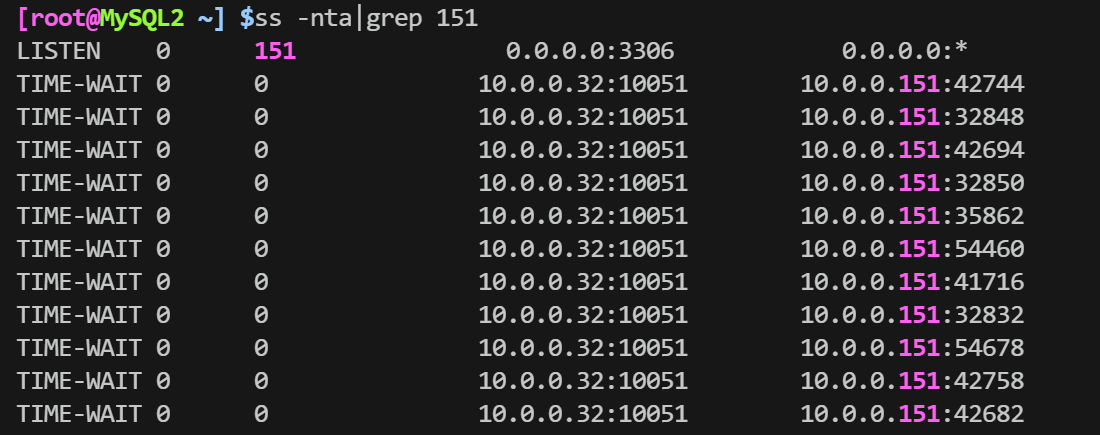 [root@MySQL2 ~] $ss -nta|grep 151
LISTEN 0 151 0.0.0.0:3306 0.0.0.0:*
TIME-WAIT 0 0 10.0.0.32:10051 10.0.0.151:42744
TIME-WAIT 0 0 10.0.0.32:10051 10.0.0.151:32848
TIME-WAIT 0 0 10.0.0.32:10051 10.0.0.151:42694
TIME-WAIT 0 0 10.0.0.32:10051 10.0.0.151:32850
TIME-WAIT 0 0 10.0.0.32:10051 10.0.0.151:35862
TIME-WAIT 0 0 10.0.0.32:10051 10.0.0.151:54460
TIME-WAIT 0 0 10.0.0.32:10051 10.0.0.151:41716
TIME-WAIT 0 0 10.0.0.32:10051 10.0.0.151:32832
TIME-WAIT 0 0 10.0.0.32:10051 10.0.0.151:54678
TIME-WAIT 0 0 10.0.0.32:10051 10.0.0.151:42758
TIME-WAIT 0 0 10.0.0.32:10051 10.0.0.151:42682